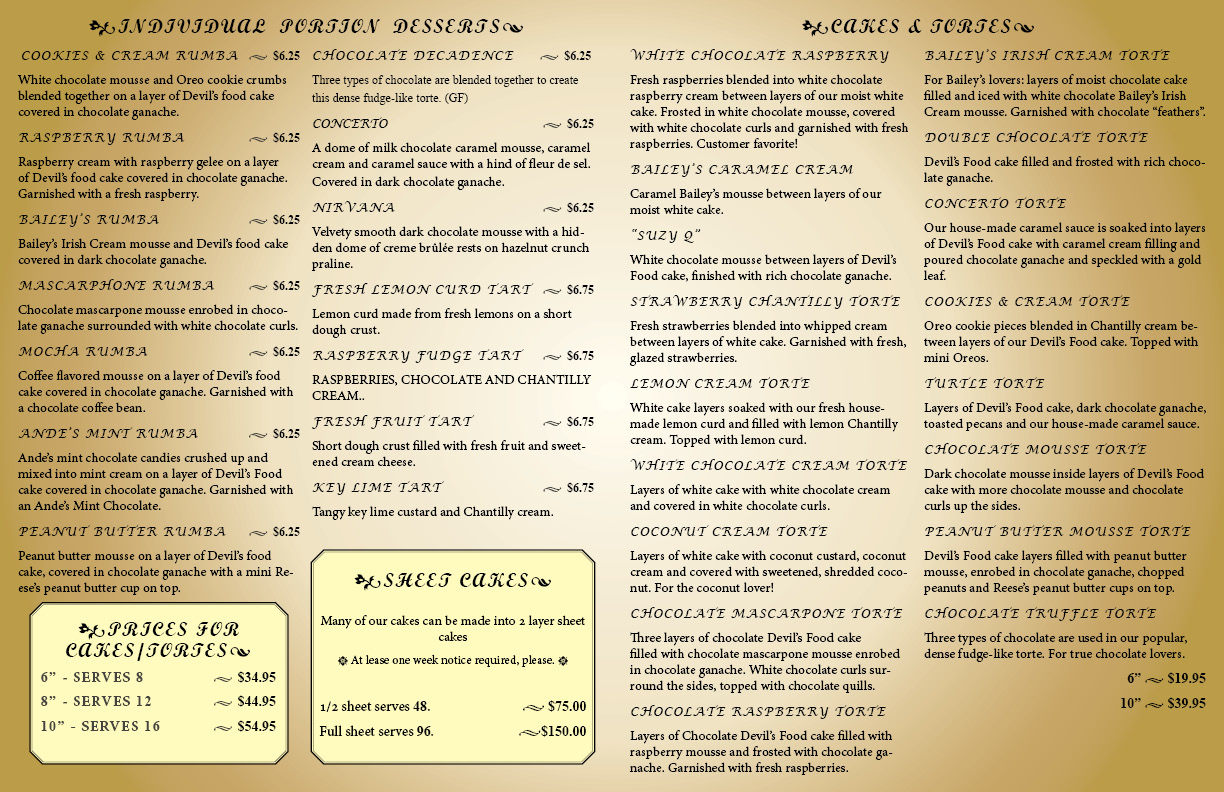 INDIVIDUAL PORTION DESSERTS
COOKIES & CREAM RUMBA $6.25
White chocolate mousse and Oreo cookie crumbs
blended together on a layer of Devil's food cake
covered in chocolate ganache.
RASPBERRY RUMBA $6.25
Raspberry cream with raspberry gelee on a layer
of Devil's food cake covered in chocolate ganache.
Garnished with a fresh raspberry.
BAILEY'S RUMBA $6.25
Bailey's Irish Cream mousse and Devil's food cake
covered in dark chocolate ganache.
MASCARPHONE RUMBA $6.25
Chocolate mascarpone mousse enrobed in choco-
late ganache surrounded with white chocolate curls.
MOCHA RUMBA $6.25
Coffee flavored mousse on a layer of Devil's food
cake covered in chocolate ganache. Garnished with
a chocolate coffee bean.
ANDE'S MINT RUMBA $6.25
Ande's mint chocolate candies crushed up and
mixed into mint cream on a layer of Devil's Food
cake covered in chocolate ganache. Garnished with
an Ande's Mint Chocolate.
PEANUT BUTTER RUMBA $6.25
Peanut butter mousse on a layer of Devil's food
cake, covered in chocolate ganache with a mini Re-
ese's peanut butter cup on top.
PRICES FOR
CAKES/TORTES
6" - SERVES 8 $34.95
8" - SERVES 12 $44.95
10" - SERVES 16 $54.95
CHOCOLATE DECADENCE $6.25
Three types of chocolate are blended together to create
this dense fudge-like torte. (GF)
CONCERTO $6.25
A dome of milk chocolate caramel mousse, caramel
cream and caramel sauce with a hind of fleur de sel.
Covered in dark chocolate ganache.
NIRVANA $6.25
Velvety smooth dark chocolate mousse with a hid-
den dome of creme brûlée rests on hazelnut crunch
praline.
FRESH LEMON CURD TART $6.75
Lemon curd made from fresh lemons on a short
dough crust.
RASPBERRY FUDGE TART $6.75
RASPBERRIES, CHOCOLATE AND CHANTILLY
CREAM..
FRESH FRUIT TART $6.75
Short dough crust filled with fresh fruit and sweet-
ened cream cheese.
KEY LIME TART $6.75
Tangy key lime custard and Chantilly cream.
SHEET CAKES
Many of our cakes can be made into 2 layer sheet
cakes
At lease one week notice required, please.
1/2 sheet serves 48. $75.00
Full sheet serves 96. $150.00
CAKES & TORTES
WHITE CHOCOLATE RASPBERRY
Fresh raspberries blended into white chocolate
raspberry cream between layers of our moist white
cake. Frosted in white chocolate mousse, covered
with white chocolate curls and garnished with fresh
raspberries. Customer favorite!
BAILEY'S CARAMEL CREAM
Caramel Bailey's mousse between layers of our
moist white cake.
"SUZY Q"
White chocolate mousse between layers of Devil's
Food cake, finished with rich chocolate ganache.
STRAWBERRY CHANTILLY TORTE
Fresh strawberries blended into whipped cream
between layers of white cake. Garnished with fresh,
glazed strawberries.
LEMON CREAM TORTE
White cake layers soaked with our fresh house-
made lemon curd and filled with lemon Chantilly
cream. Topped with lemon curd.
WHITE CHOCOLATE CREAM TORTE
Layers of white cake with white chocolate cream
and covered in white chocolate curls.
COCONUT CREAM TORTE
Layers of white cake with coconut custard, coconut
cream and covered with sweetened, shredded coco-
nut. For the coconut lover!
CHOCOLATE MASCARPONE TORTE
Three layers of chocolate Devil's Food cake
filled with chocolate mascarpone mousse enrobed
in chocolate ganache. White chocolate curls sur-
round the sides, topped with chocolate quills.
CHOCOLATE RASPBERRY TORTE
Layers of Chocolate Devil's Food cake filled with
raspberry mousse and frosted with chocolate ga-
nache. Garnished with fresh raspberries.
BAILEY'S IRISH CREAM TORTE
For Bailey's lovers: layers of moist chocolate cake
filled and iced with white chocolate Bailey's Irish
Cream mousse. Garnished with chocolate "feathers".
DOUBLE CHOCOLATE TORTE
Devil's Food cake filled and frosted with rich choco-
late ganache.
CONCERTO TORTE
Our house-made caramel sauce is soaked into layers
of Devil's Food cake with caramel cream filling and
poured chocolate ganache and speckled with a gold
leaf.
COOKIES & CREAM TORTE
Oreo cookie pieces blended in Chantilly cream be-
tween layers of our Devil's Food cake. Topped with
mini Oreos.
TURTLE TORTE
Layers of Devil's Food cake, dark chocolate ganache,
toasted pecans and our house-made caramel sauce.
CHOCOLATE MOUSSE TORTE
Dark chocolate mousse inside layers of Devil's Food
cake with more chocolate mousse and chocolate
curls up the sides.
PEANUT BUTTER MOUSSE TORTE
Devil's Food cake layers filled with peanut butter
mousse, enrobed in chocolate ganache, chopped
peanuts and Reese's peanut butter cups on top.
CHOCOLATE TRUFFLE TORTE
Three types of chocolate are used in our popular,
dense fudge-like torte. For true chocolate lovers.
6" $19.95
10" $39.95